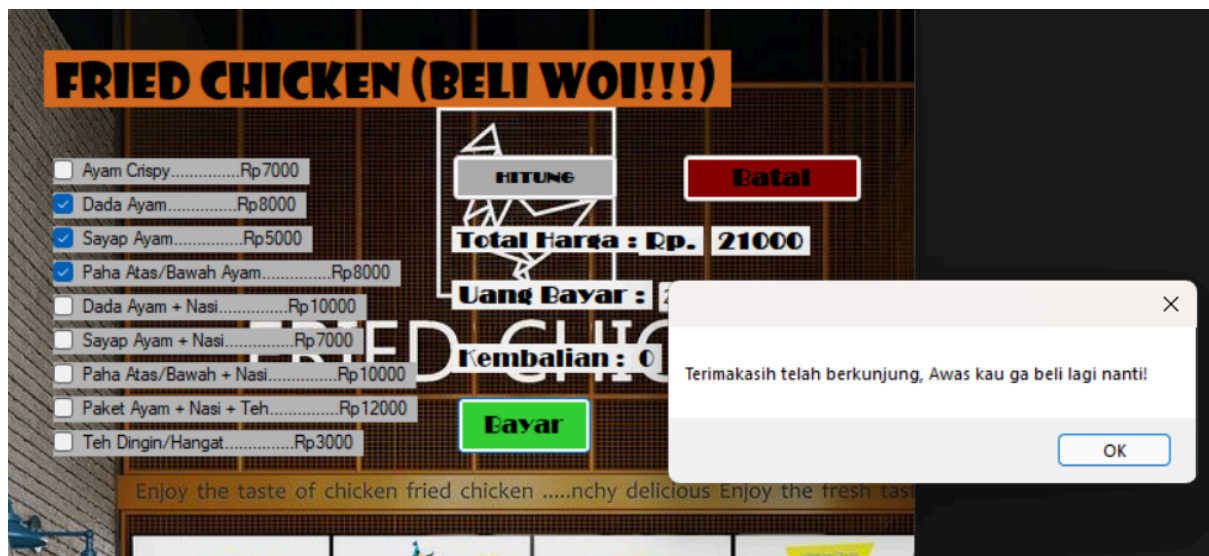 FRIED CHICKEN (BELI WOI!!!)
Ayam Crispy..............Rp7000
Dada Ayam..............Rp8000
Sayap Ayam..............Rp5000
Paha Atas/Bawah Ayam..............Rp8000
Dada Ayam + Nasi..............Rp10000
Sayap Ayam + Nasi..............Rp7000
Paha Atas/Bawah + Nasi..............Rp10000
Paket Ayam + Nasi + Teh..............Rp12000
Teh Dingin/Hangat..............Rp3000
HITUNG
Batal
Total Harga : Rp. 21000
Uang Bayar :
Kembalian : 0
Bayar
Terimakasih telah berkunjung, Awas kau ga beli lagi nanti!
OK
FRIED CHIC
Enjoy the taste of chicken fried chicken .....nchy delicious Enjoy the fresh tast